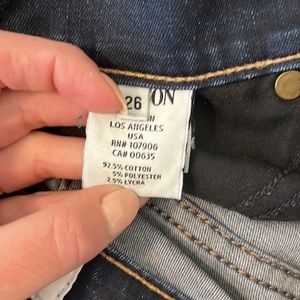 26
ON
LOS ANGELES
USA
RN# 107906
CA# 00635
92.5% COTTON
5% POLYESTER
2.5% LYCRA